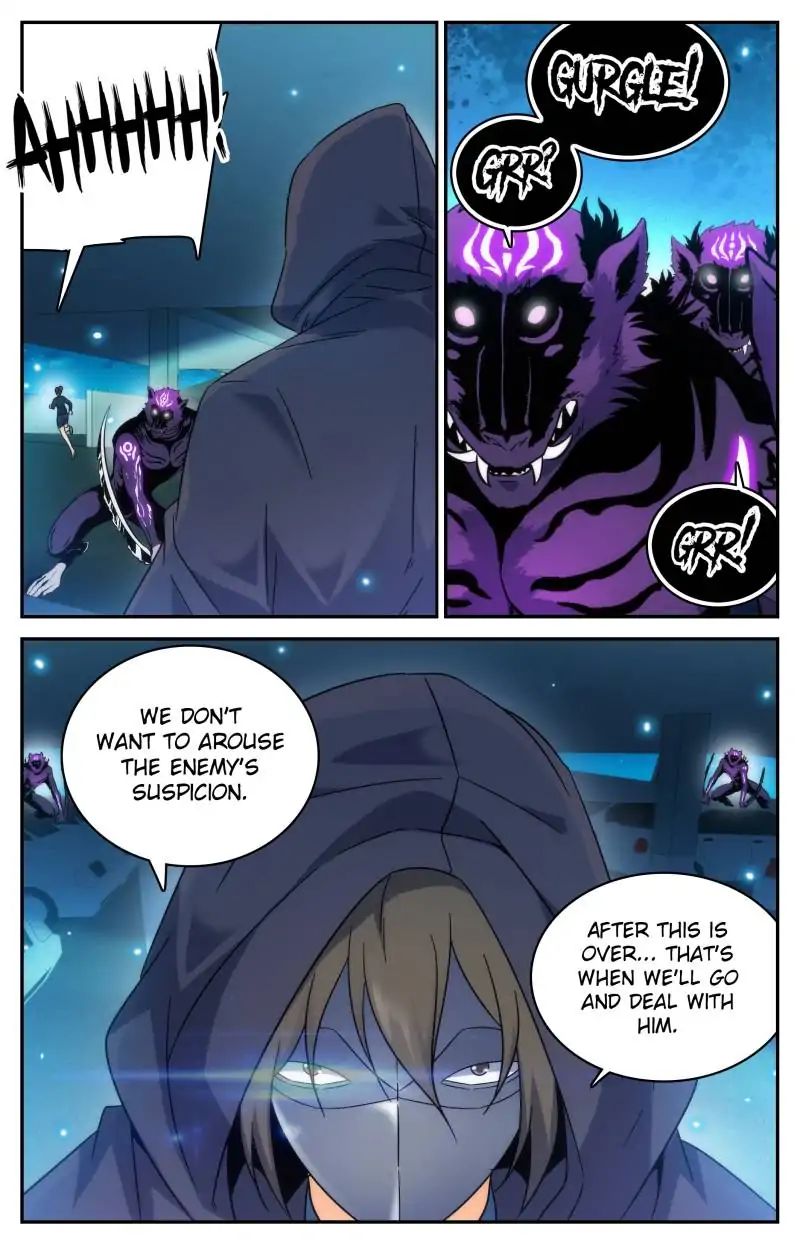 AHHHHH!
GURGLE!
GRR?
GRR!
WE DON'T
WANT TO AROUSE
THE ENEMY'S
SUSPICION.
AFTER THIS IS
OVER... THAT'S
WHEN WE'LL GO
AND DEAL WITH
HIM.